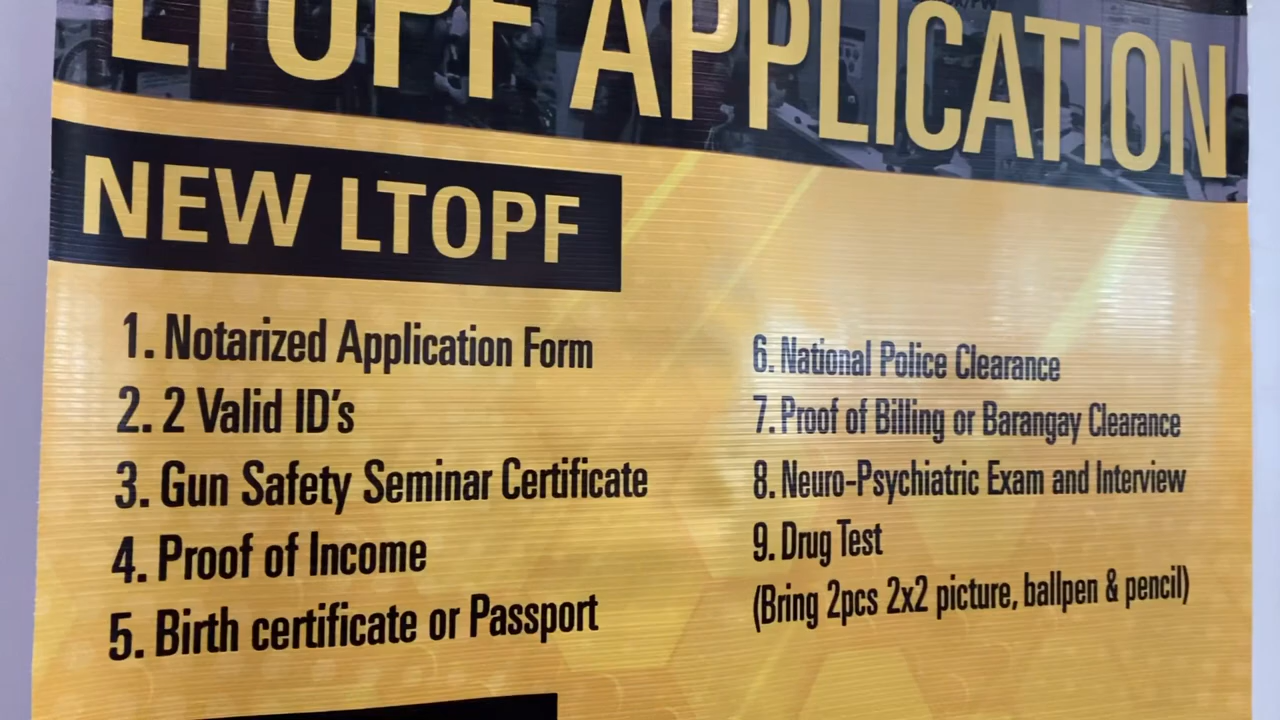 LTOPF APPLICATION
NEW LTOPF
1. Notarized Application Form
2. 2 Valid ID's
3. Gun Safety Seminar Certificate
4. Proof of Income
5. Birth certificate or Passport
6. National Police Clearance
7. Proof of Billing or Barangay Clearance
8. Neuro-Psychiatric Exam and Interview
9. Drug Test
(Bring 2pcs 2x2 picture, ballpen & pencil)